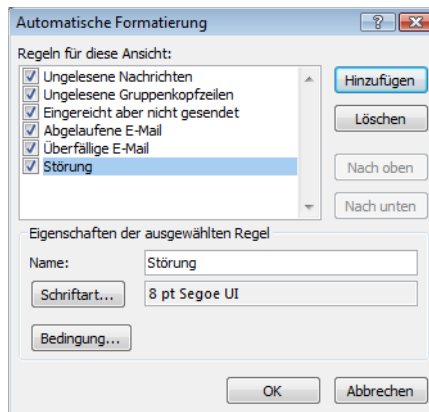 Automatische Formatierung
Regeln für diese Ansicht:
Ungelesene Nachrichten
Ungelesene Gruppenkopfzeilen
Eingereicht aber nicht gesendet
Abgelaufene E-Mail
Überfällige E-Mail
Störung
Hinzufügen
Löschen
Nach oben
Nach unten
Eigenschaften der ausgewählten Regel
Name: Störung
Schriftart... 8 pt Segoe UI
Bedingung...
OK Abbrechen